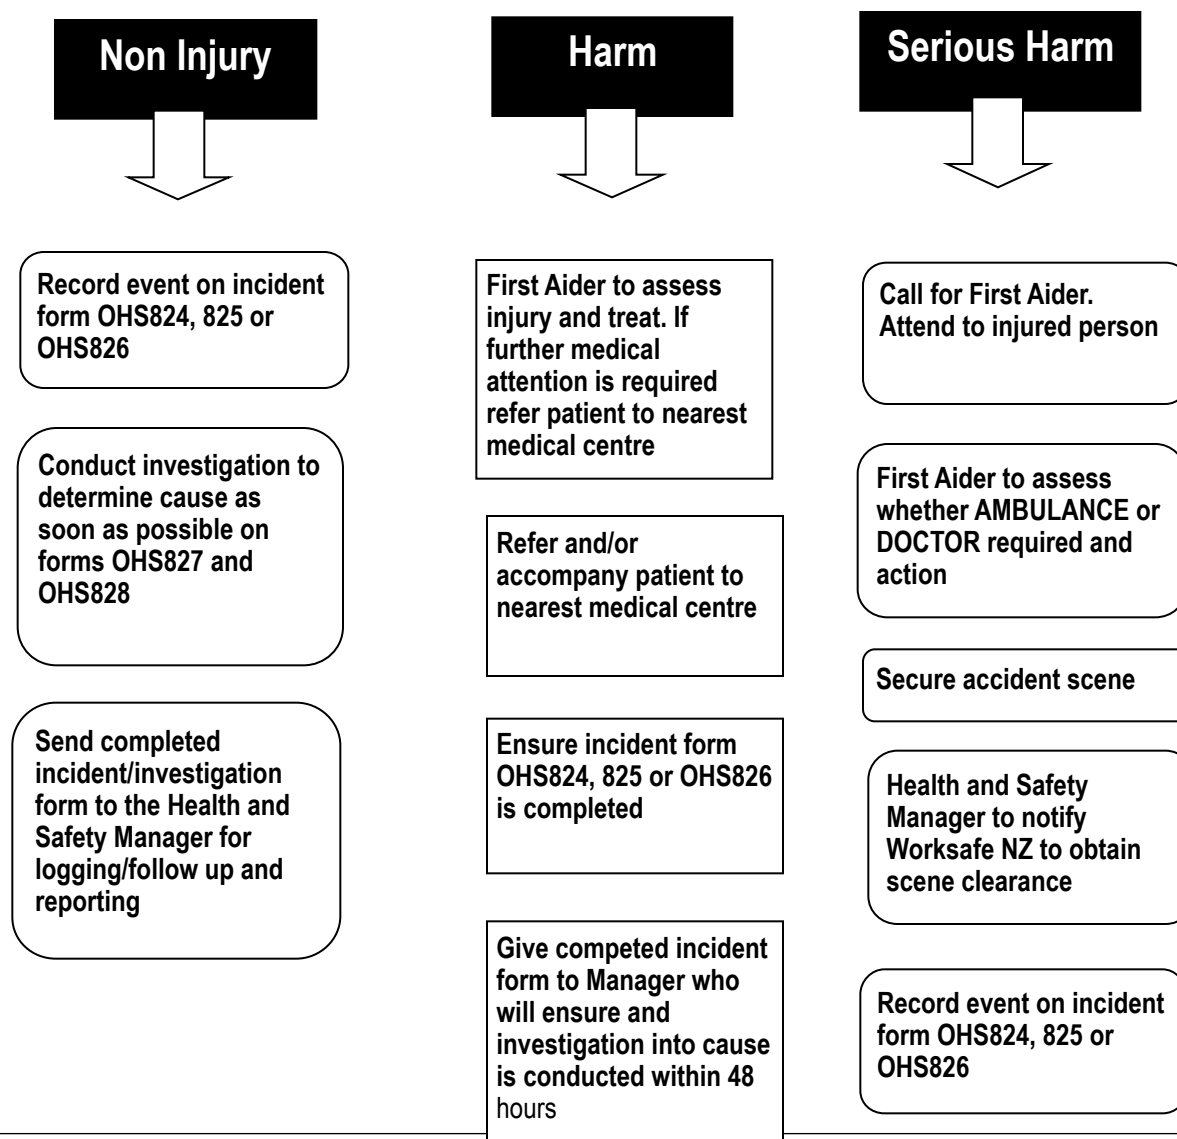 Non Injury
Record event on incident
form OHS824, 825 or
OHS826
Conduct investigation to
determine cause as
soon as possible on
forms OHS827 and
OHS828
Send completed
incident/investigation
form to the Health and
Safety Manager for
logging/follow up and
reporting
Harm
First Aider to assess
injury and treat. If
further medical
attention is required
refer patient to nearest
medical centre
Refer and/or
accompany patient to
nearest medical centre
Ensure incident form
OHS824, 825 or OHS826
is completed
Give competed incident
form to Manager who
will ensure and
investigation into cause
is conducted within 48
hours
Serious Harm
Call for First Aider.
Attend to injured person
First Aider to assess
whether AMBULANCE or
DOCTOR required and
action
Secure accident scene
Health and Safety
Manager to notify
Worksafe NZ to obtain
scene clearance
Record event on incident
form OHS824, 825 or
OHS826